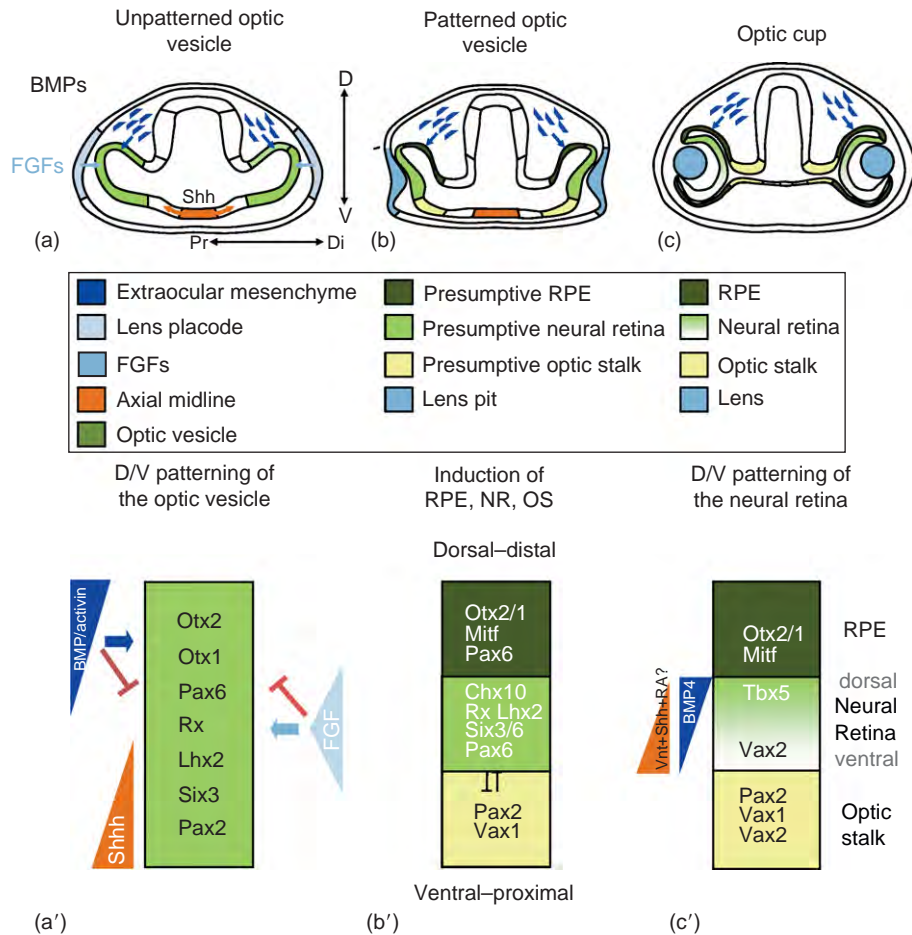 Unpatterned optic
vesicle
Patterned optic
vesicle
Optic cup
BMPs
D
FGFs
Shh
V
(a)
Pr
Di
(b)
(c)
Extraocular mesenchyme
Lens placode
FGFs
Axial midline
Optic vesicle
Presumptive RPE
Presumptive neural retina
Presumptive optic stalk
Lens pit
RPE
Neural retina
Optic stalk
Lens
D/V patterning of
the optic vesicle
Induction of
RPE, NR, OS
D/V patterning of
the neural retina
Dorsal–distal
BMP/activin
Otx2
Otx1
Pax6
Rx
Lhx2
Six3
Pax2
FGF
Shhh
Otx2/1
Mitf
Pax6
Chx10
Rx Lhx2
Six3/6
Pax6
Pax2
Vax1
Ventral–proximal
Vnt+Shh+RA?
BMP4
Otx2/1
Mitf
Tbx5
Vax2
Pax2
Vax1
Vax2
RPE
dorsal
Neural
Retina
ventral
Optic
stalk
(a′)
(b′)
(c′)